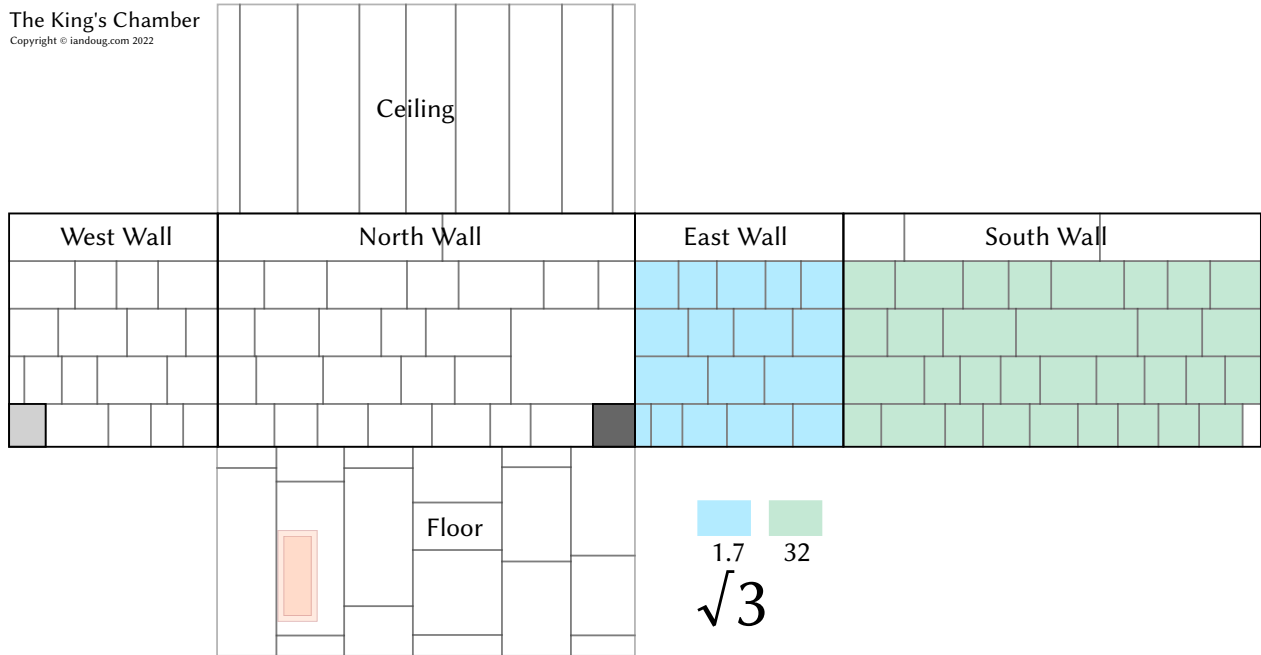 The King's Chamber
Copyright © iandoug.com 2022
Ceiling
West Wall
North Wall
East Wall
South Wall
Floor
1.7
32
√3